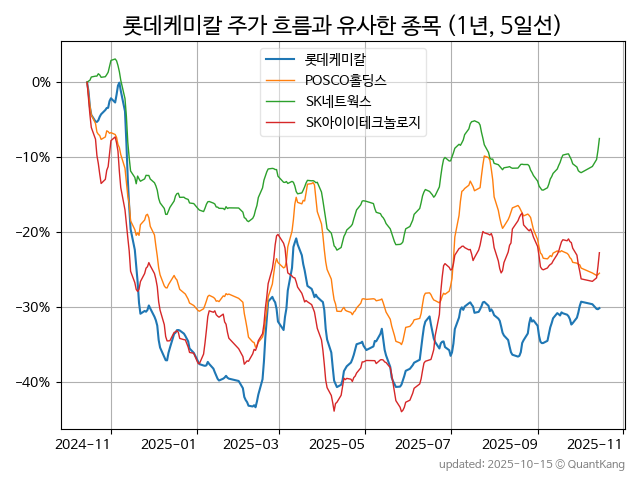 롯데케미칼 주가 흐름과 유사한 종목 (1년, 5일선)
롯데케미칼
POSCO홀딩스
SK네트웍스
SK아이이테크놀로지
0%
−10%
−20%
−30%
−40%
2024-11 2025-01 2025-03 2025-05 2025-07 2025-09 2025-11
updated: 2025-10-15 © QuantKang